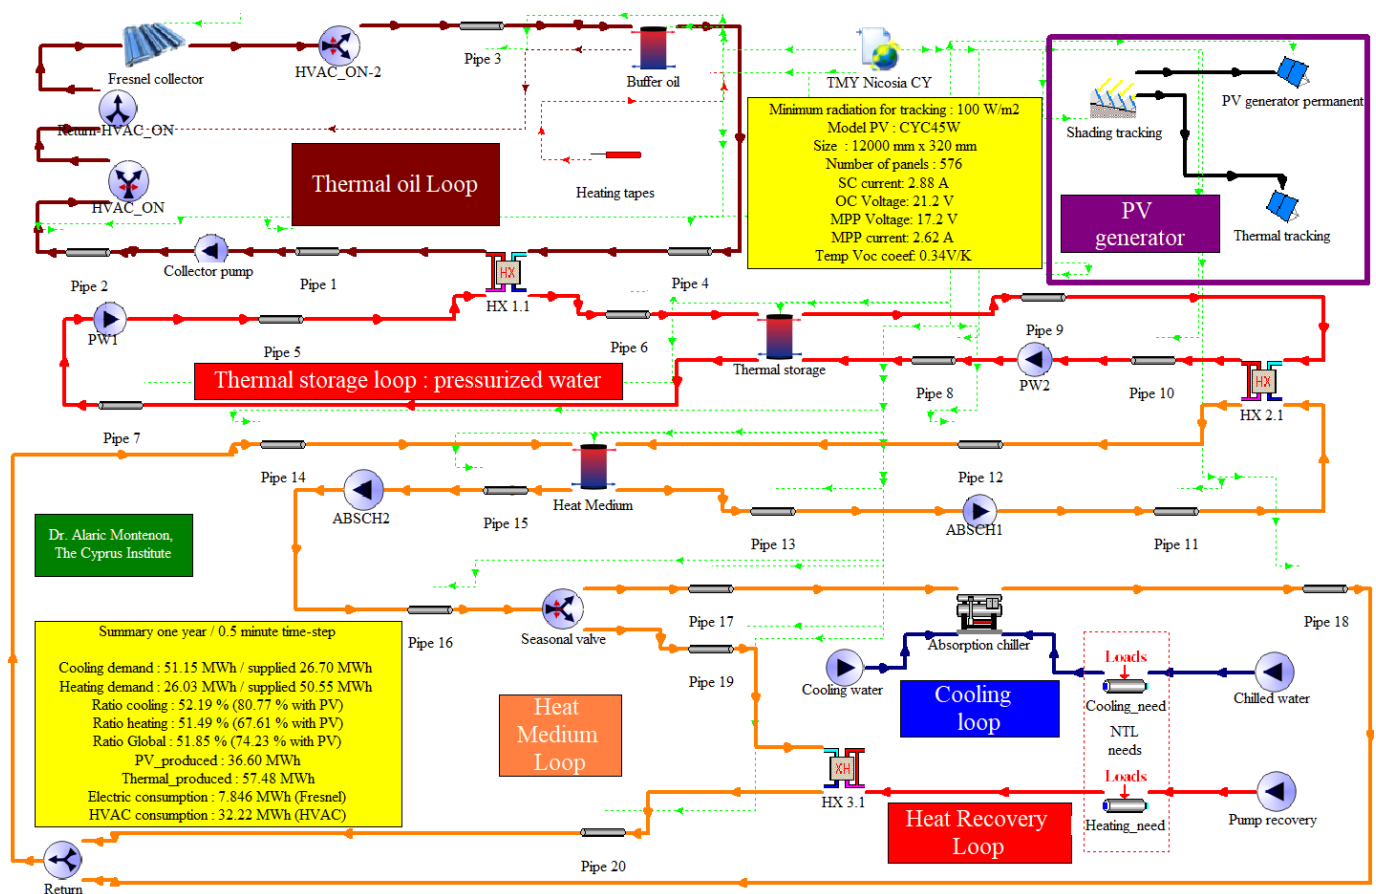 Fresnel collector
HVAC_ON-2
Pipe 3
Buffer oil
TMY Nicosia CY
Return-HVAC_ON
HVAC_ON
Thermal oil Loop
Heating tapes
Minimum radiation for tracking : 100 W/m2
Model PV : CYC45W
Size : 12000 mm x 320 mm
Number of panels : 576
SC current: 2.88 A
OC Voltage: 21.2 V
MPP Voltage: 17.2 V
MPP current: 2.62 A
Temp Voc coeef: 0.34V/K
Shading tracking
PV generator permanent
PV
generator
Thermal tracking
Pipe 2
Collector pump
Pipe 1
HX
HX 1.1
Pipe 4
PW1
Pipe 5
Pipe 6
Thermal storage
Pipe 9
Thermal storage loop : pressurized water
Pipe 8
PW2
Pipe 10
HX
HX 2.1
Pipe 7
Pipe 14
Heat Medium
Pipe 12
ABSCH2
Pipe 15
Pipe 13
ABSCH1
Pipe 11
Dr. Alaric Montenon,
The Cyprus Institute
Pipe 16
Seasonal valve
Pipe 17
Absorption chiller
Pipe 18
Summary one year / 0.5 minute time-step
Cooling demand : 51.15 MWh / supplied 26.70 MWh
Heating demand : 26.03 MWh / supplied 50.55 MWh
Ratio cooling : 52.19 % (80.77 % with PV)
Ratio heating : 51.49 % (67.61 % with PV)
Ratio Global : 51.85 % (74.23 % with PV)
PV_produced : 36.60 MWh
Thermal_produced : 57.48 MWh
Electric consumption : 7.846 MWh (Fresnel)
HVAC consumption : 32.22 MWh (HVAC)
Pipe 19
Heat
Medium
Loop
Cooling water
Cooling
loop
Loads
Cooling_need
Chilled water
NTL
needs
XH
HX 3.1
Loads
Heating_need
Pump recovery
Heat Recovery
Loop
Pipe 20
Return